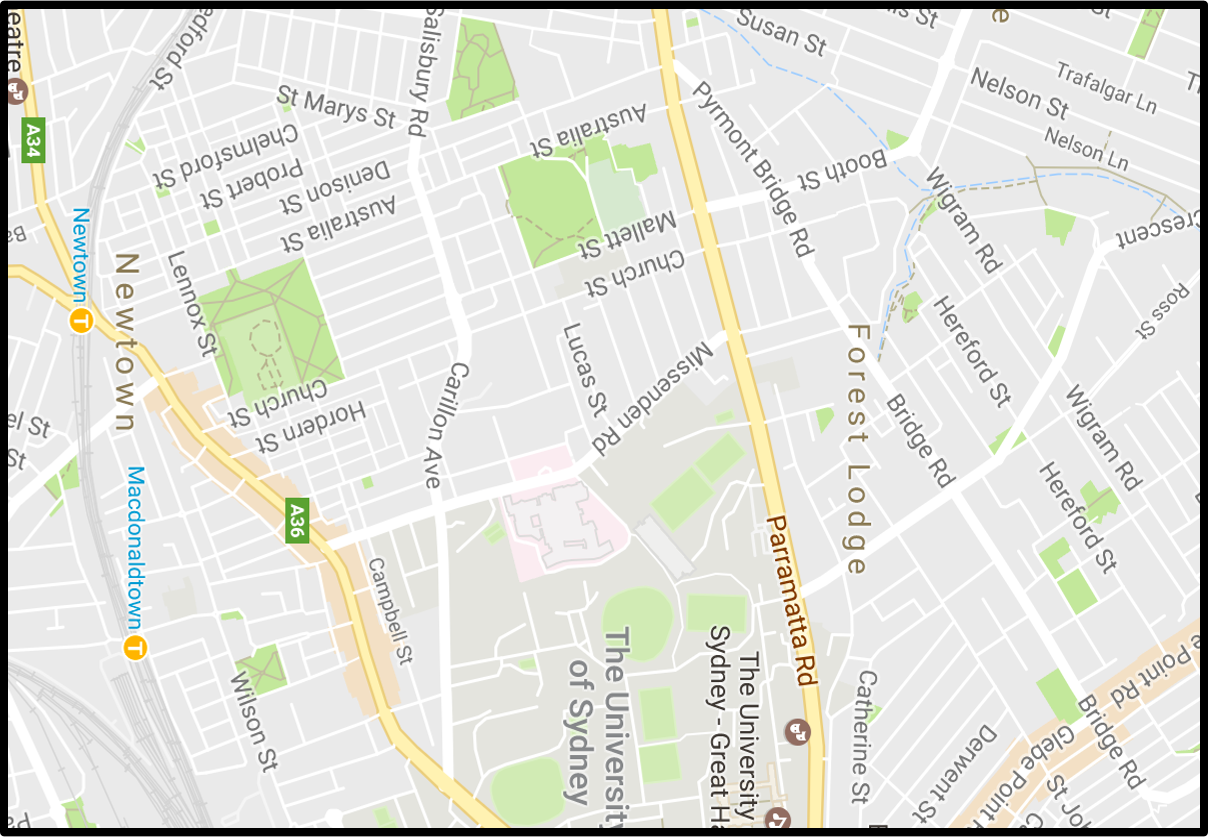 Susan St
Salisbury Rd
Nelson St
Trafalgar Ln
Nelson Ln
St Marys St
Australia St
Pyrmont Bridge Rd
Booth St
A34
Chelmsford St
Probert St
Denison St
Australia St
Wigram Rd
Crescent
Newtown
Newtown
Mallett St
Church St
Lennox St
Ross St
Hereford St
Forest Lodge
Lucas St
Missenden Rd
Carillon Ave
Church St
Hordern St
Bridge Rd
Wigram Rd
Hereford St
Macdonaldtown
A36
Parramatta Rd
Campbell St
The University
of Sydney
The University
Sydney - Great
Wilson St
Catherine St
Derwent St
Glebe Point Rd
Point Rd
Bridge Rd
St